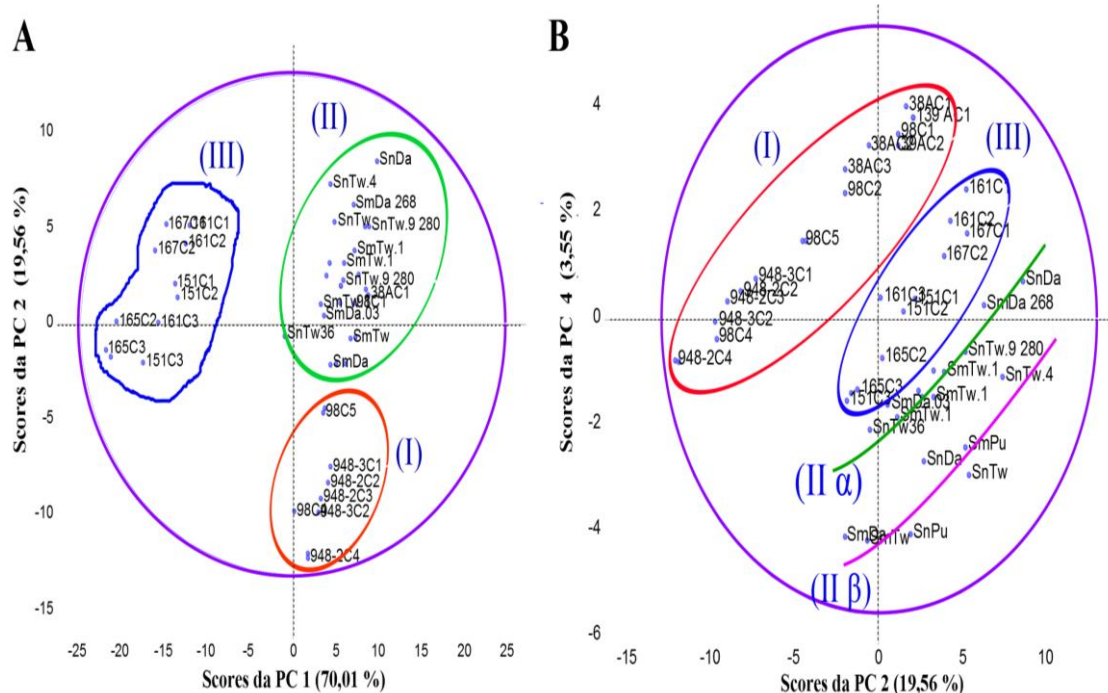 A
Scores da PC 2 (19,56 %)
10
5
0
-5
-10
-15
-25
-20
-15
-10
-5
0
5
10
15
20
25
Scores da PC 1 (70,01 %)
(III)
(II)
(I)
SnDa
SnTw.4
SmDa 268
SnTw
SnTw.9 280
SmTw.1
SmTw.1
SnTw.9 280
38AC1
98C1
SmDa.03
SnTw36
SmTw
SmDa
161C1
167C2
161C2
151C1
151C2
165C2
161C3
165C3
151C3
98C5
948-3C1
948-2C2
948-2C3
948-3C2
948-2C4
B
Scores da PC 4 (3,55 %)
4
2
0
-2
-4
-6
-15
-10
-5
0
5
10
Scores da PC 2 (19,56 %)
(I)
(III)
(II α)
(II β)
38AC1
139 AC1
98C1
38AC3
98C2
98C5
948-3C1
948-2C2
948-2C3
948-3C2
98C4
948-2C4
161C2
167C1
167C2
161C3
151C1
151C2
165C2
165C3
SnDa
SmDa 268
SnTw.9 280
SmTw.1
SnTw.4
SmTw.1
SmDa.03
SmTw.1
SnTw36
SmPu
SnDa
SnTw
SmDa
SnPu